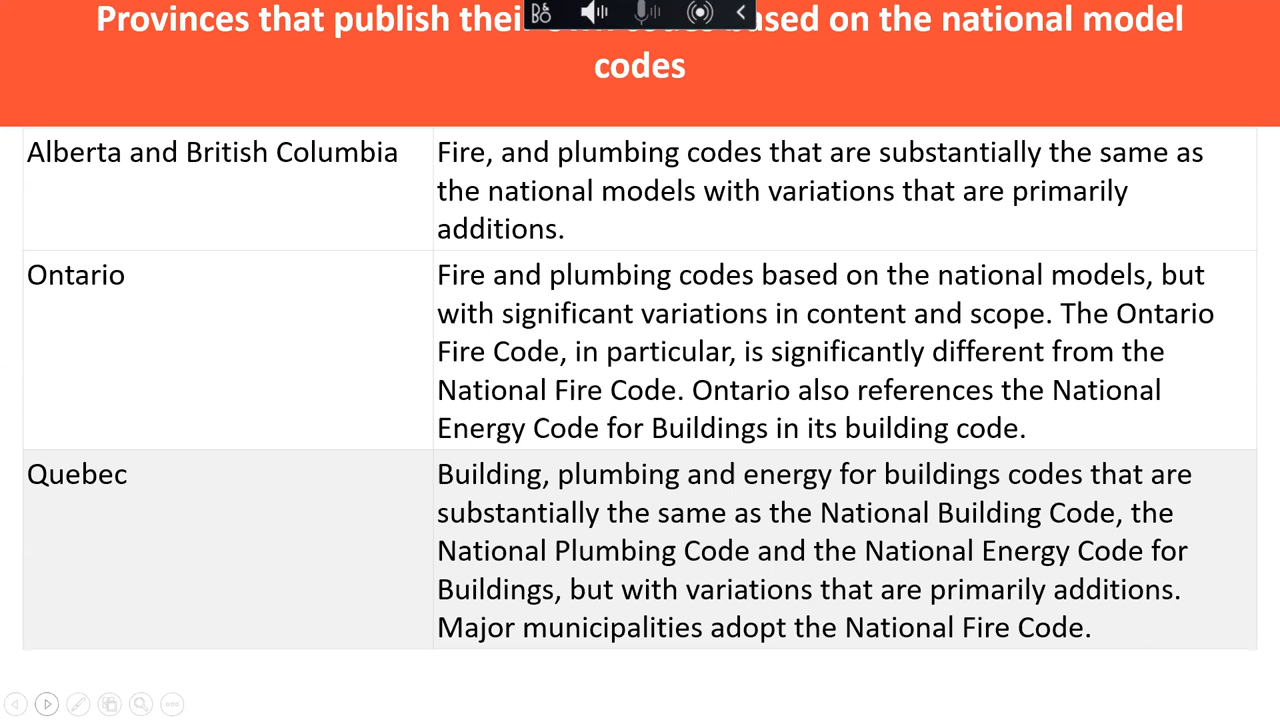 Provinces that publish their own codes based on the national model
codes
Alberta and British Columbia
Fire, and plumbing codes that are substantially the same as
the national models with variations that are primarily
additions.
Ontario
Fire and plumbing codes based on the national models, but
with significant variations in content and scope. The Ontario
Fire Code, in particular, is significantly different from the
National Fire Code. Ontario also references the National
Energy Code for Buildings in its building code.
Quebec
Building, plumbing and energy for buildings codes that are
substantially the same as the National Building Code, the
National Plumbing Code and the National Energy Code for
Buildings, but with variations that are primarily additions.
Major municipalities adopt the National Fire Code.